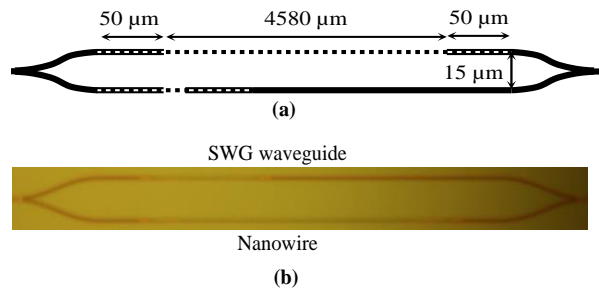 50 µm 4580 µm 50 µm
15 µm
(a)
SWG waveguide
Nanowire
(b)